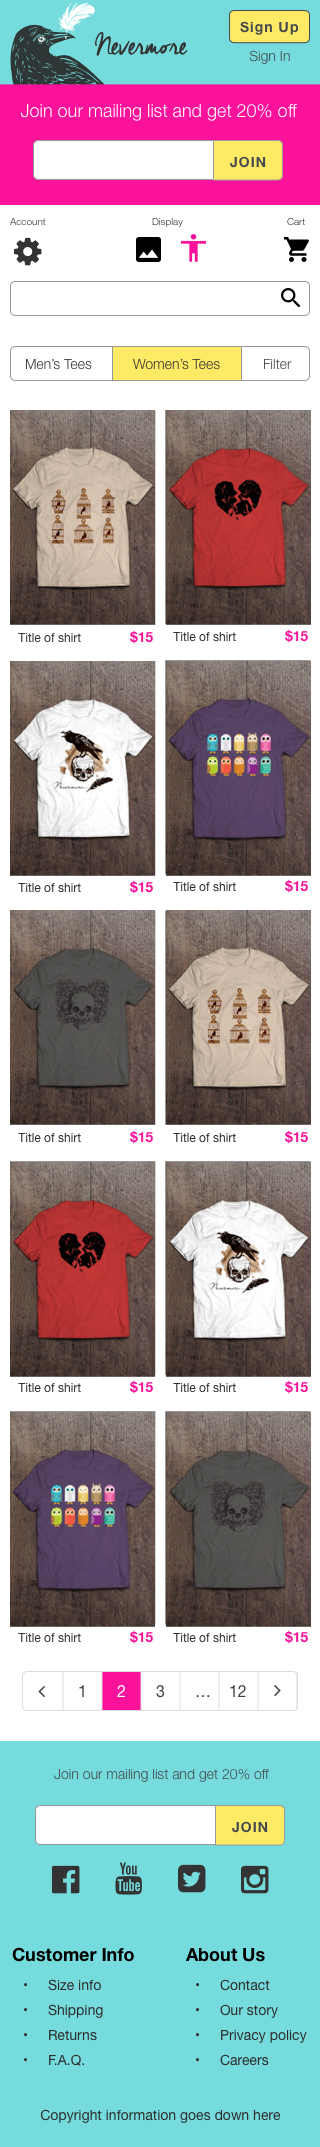 Nevermore
Sign Up
Sign In
Join our mailing list and get 20% off
JOIN
Account
Display
Cart
Men's Tees
Women's Tees
Filter
Title of shirt $15
Title of shirt $15
Nevermore...
Title of shirt $15
Title of shirt $15
Title of shirt $15
Title of shirt $15
Nevermore...
Title of shirt $15
Title of shirt $15
Title of shirt $15
Title of shirt $15
1 2 3 ... 12
Join our mailing list and get 20% off
JOIN
You
Tube
Customer Info
• Size info
• Shipping
• Returns
• F.A.Q.
About Us
• Contact
• Our story
• Privacy policy
• Careers
Copyright information goes down here